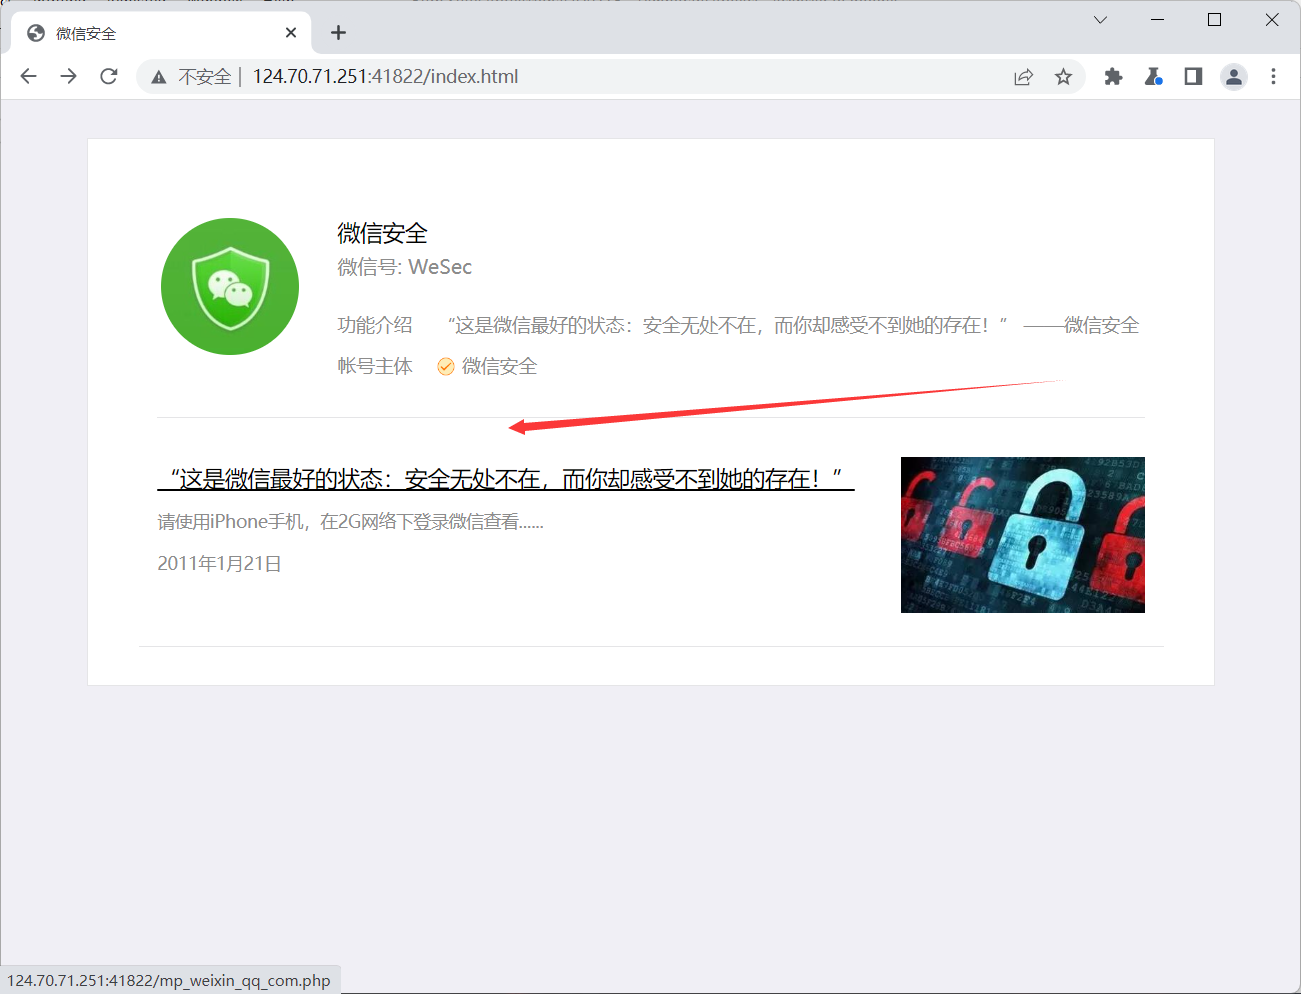 微信安全
不安全 | 124.70.71.251:41822/index.html
微信安全
微信号: WeSec
功能介绍 “这是微信最好的状态：安全无处不在，而你却感受不到她的存在！” ——微信安全
帐号主体 微信安全
“这是微信最好的状态：安全无处不在，而你却感受不到她的存在！”
请使用iPhone手机，在2G网络下登录微信查看......
2011年1月21日
124.70.71.251:41822/mp_weixin_qq_com.php